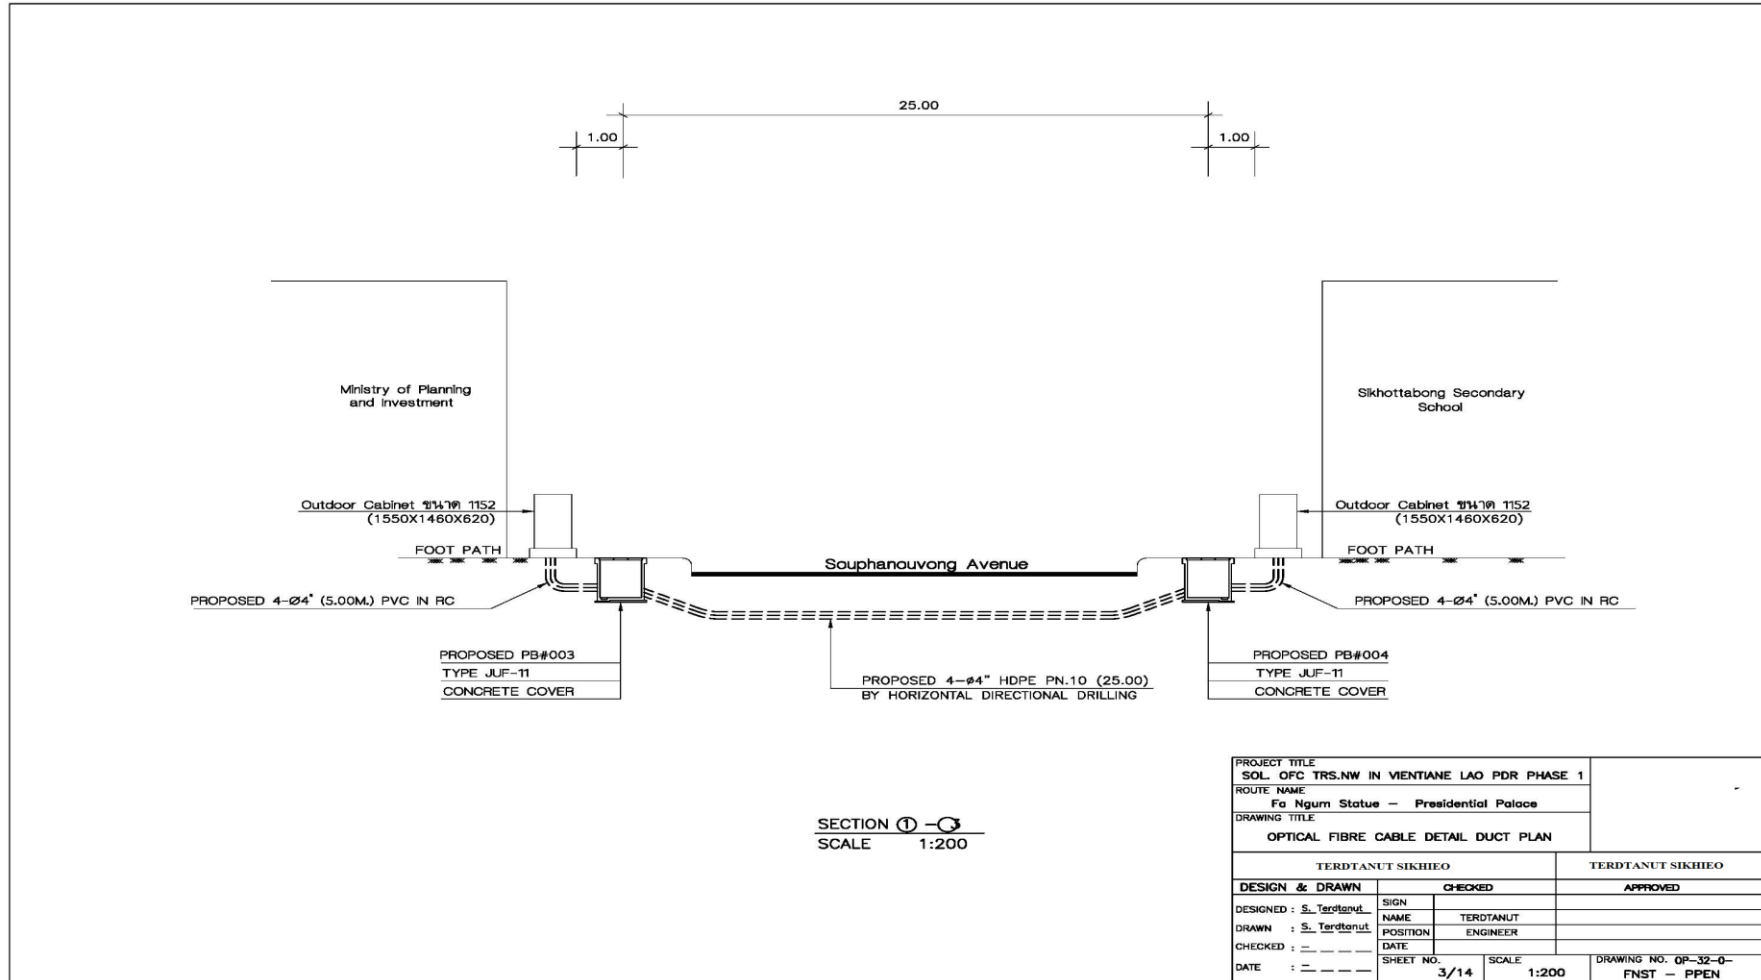 25.00
1.00
1.00
Ministry of Planning
and Investment
Sikhottabong Secondary
School
Outdoor Cabinet ขนาด 1152
(1550X1460X620)
Outdoor Cabinet ขนาด 1152
(1550X1460X620)
FOOT PATH
Souphanouvong Avenue
FOOT PATH
PROPOSED 4-Ø4" (5.00M.) PVC IN RC
PROPOSED 4-Ø4" (5.00M.) PVC IN RC
PROPOSED PB#003
TYPE JUF-11
CONCRETE COVER
PROPOSED 4-ø4" HDPE PN.10 (25.00)
BY HORIZONTAL DIRECTIONAL DRILLING
PROPOSED PB#004
TYPE JUF-11
CONCRETE COVER
SECTION ① - ③
SCALE 1:200
PROJECT TITLE
SOL. OFC TRS.NW IN VIENTIANE LAO PDR PHASE 1
ROUTE NAME
Fa Ngum Statue - Presidential Palace
DRAWING TITLE
OPTICAL FIBRE CABLE DETAIL DUCT PLAN
TERDTANUT SIKHIEO TERDTANUT SIKHIEO
DESIGN & DRAWN CHECKED APPROVED
DESIGNED : S. Terdtanut SIGN
DRAWN : S. Terdtanut NAME TERDTANUT
POSITION ENGINEER
CHECKED : - DATE
DATE : - SHEET NO. 3/14 SCALE 1:200 DRAWING NO. OP-32-0-
FNST - PPEN